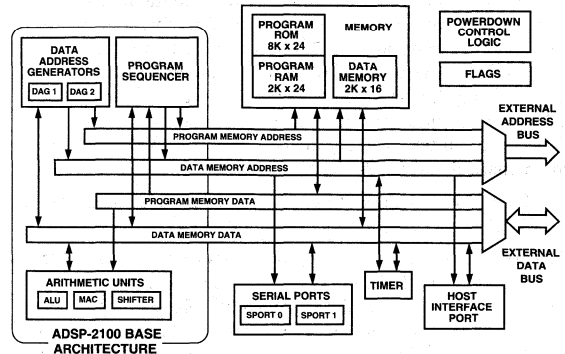 DATA
ADDRESS
GENERATORS
DAG 1
DAG 2
PROGRAM
SEQUENCER
PROGRAM
ROM
8K x 24
MEMORY
PROGRAM
RAM
2K x 24
DATA
MEMORY
2K x 16
POWERDOWN
CONTROL
LOGIC
FLAGS
EXTERNAL
ADDRESS
BUS
PROGRAM MEMORY ADDRESS
DATA MEMORY ADDRESS
PROGRAM MEMORY DATA
DATA MEMORY DATA
EXTERNAL
DATA
BUS
ARITHMETIC UNITS
ALU
MAC
SHIFTER
SERIAL PORTS
SPORT 0
SPORT 1
TIMER
HOST
INTERFACE
PORT
ADSP-2100 BASE
ARCHITECTURE